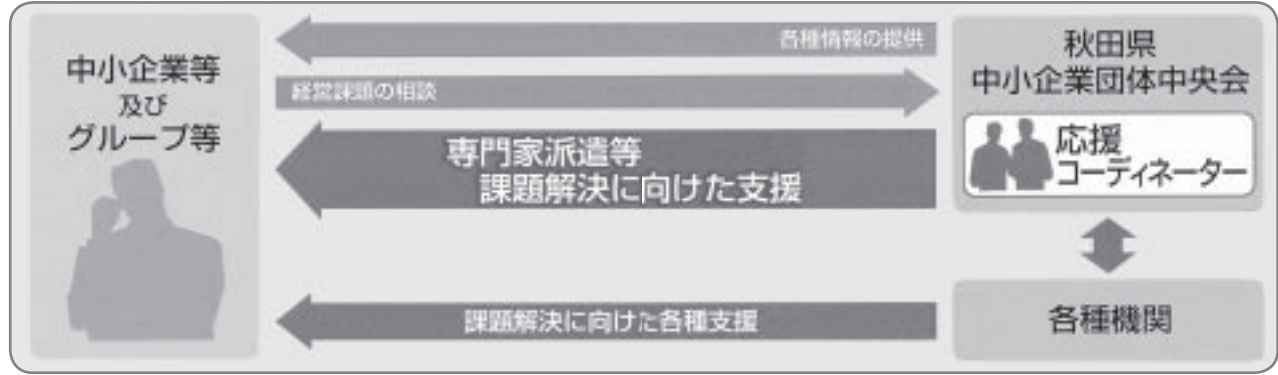 中小企業等
及び
グループ等
各種情報の提供
経営課題の相談
専門家派遣等
課題解決に向けた支援
課題解決に向けた各種支援
秋田県
中小企業団体中央会
応援
コーディネーター
各種機関